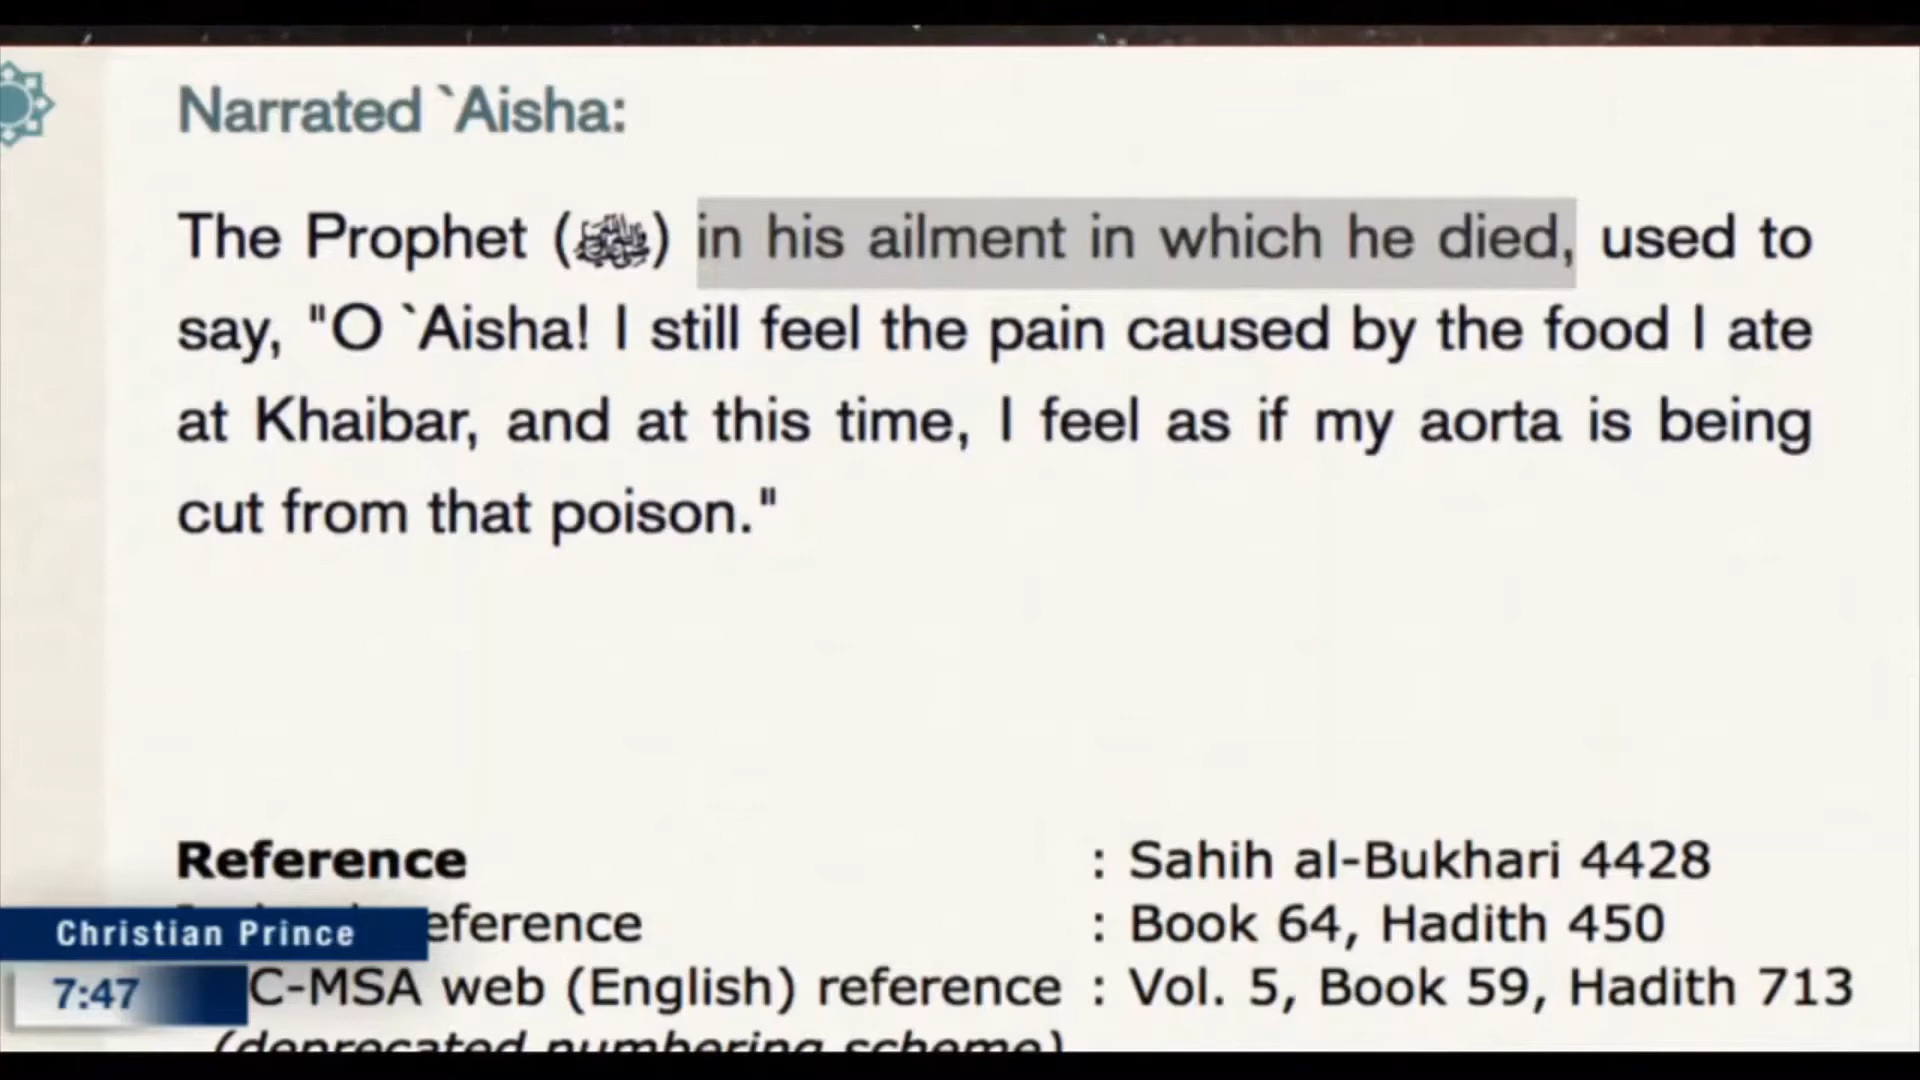 Narrated `Aisha:
The Prophet (ﷺ) in his ailment in which he died, used to
say, "O `Aisha! I still feel the pain caused by the food I ate
at Khaibar, and at this time, I feel as if my aorta is being
cut from that poison."
Reference : Sahih al-Bukhari 4428
eference : Book 64, Hadith 450
Christian Prince
C-MSA web (English) reference : Vol. 5, Book 59, Hadith 713
7:47
(deprecated numbering scheme)